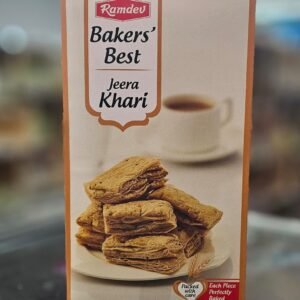 Ramdev
Bakers'
Best
Jeera
Khari
Packed
with
care
Each Piece
Perfectly
Baked